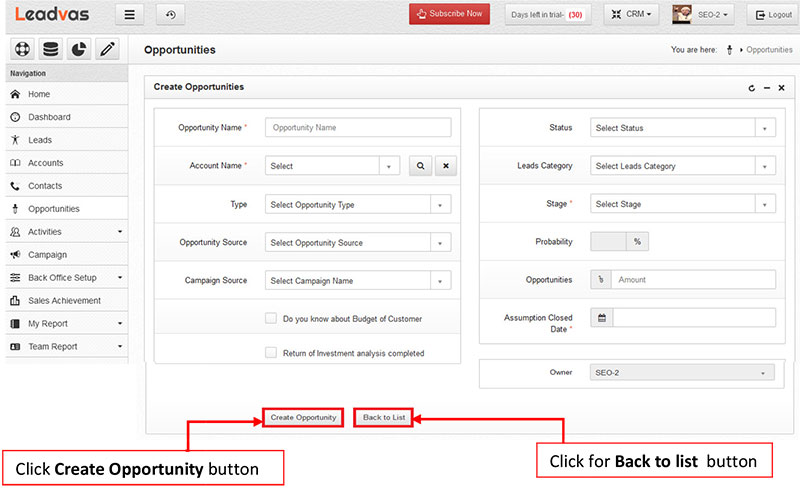 Leadvas
Subscribe Now
Days left in trial- (30)
CRM
SEO-2
Logout
Opportunities
You are here:
Opportunities
Navigation
Home
Dashboard
Leads
Accounts
Contacts
Opportunities
Activities
Campaign
Back Office Setup
Sales Achievement
My Report
Team Report
Create Opportunities
Opportunity Name *
Opportunity Name
Account Name *
Select
Type
Select Opportunity Type
Opportunity Source
Select Opportunity Source
Campaign Source
Select Campaign Name
Do you know about Budget of Customer
Return of Investment analysis completed
Status
Select Status
Leads Category
Select Leads Category
Stage *
Select Stage
Probability
%
Opportunities
Amount
Assumption Closed
Date *
Owner
SEO-2
Create Opportunity
Back to List
Click Create Opportunity button
Click for Back to list button